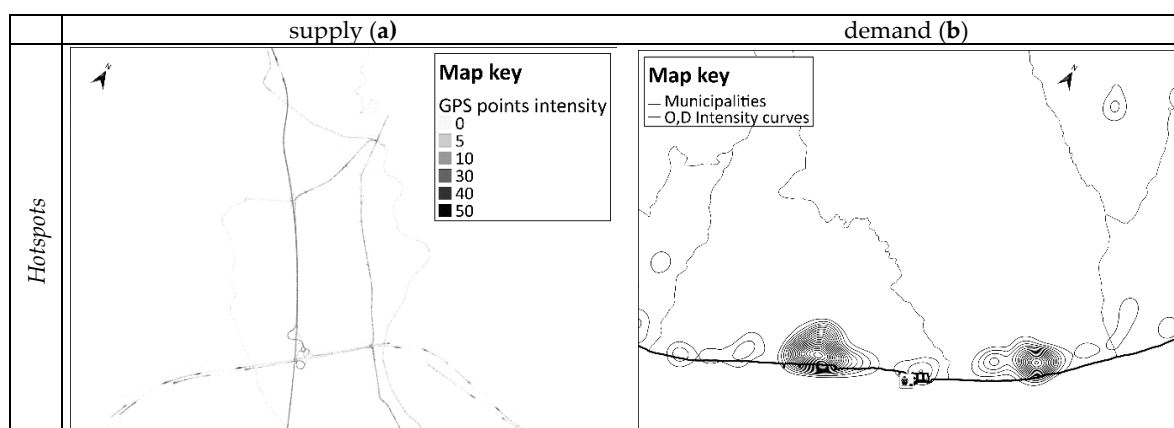 supply (a)
demand (b)
Hotspots
N
Map key
GPS points intensity
0
5
10
30
40
50
Map key
Municipalities
O,D Intensity curves
N